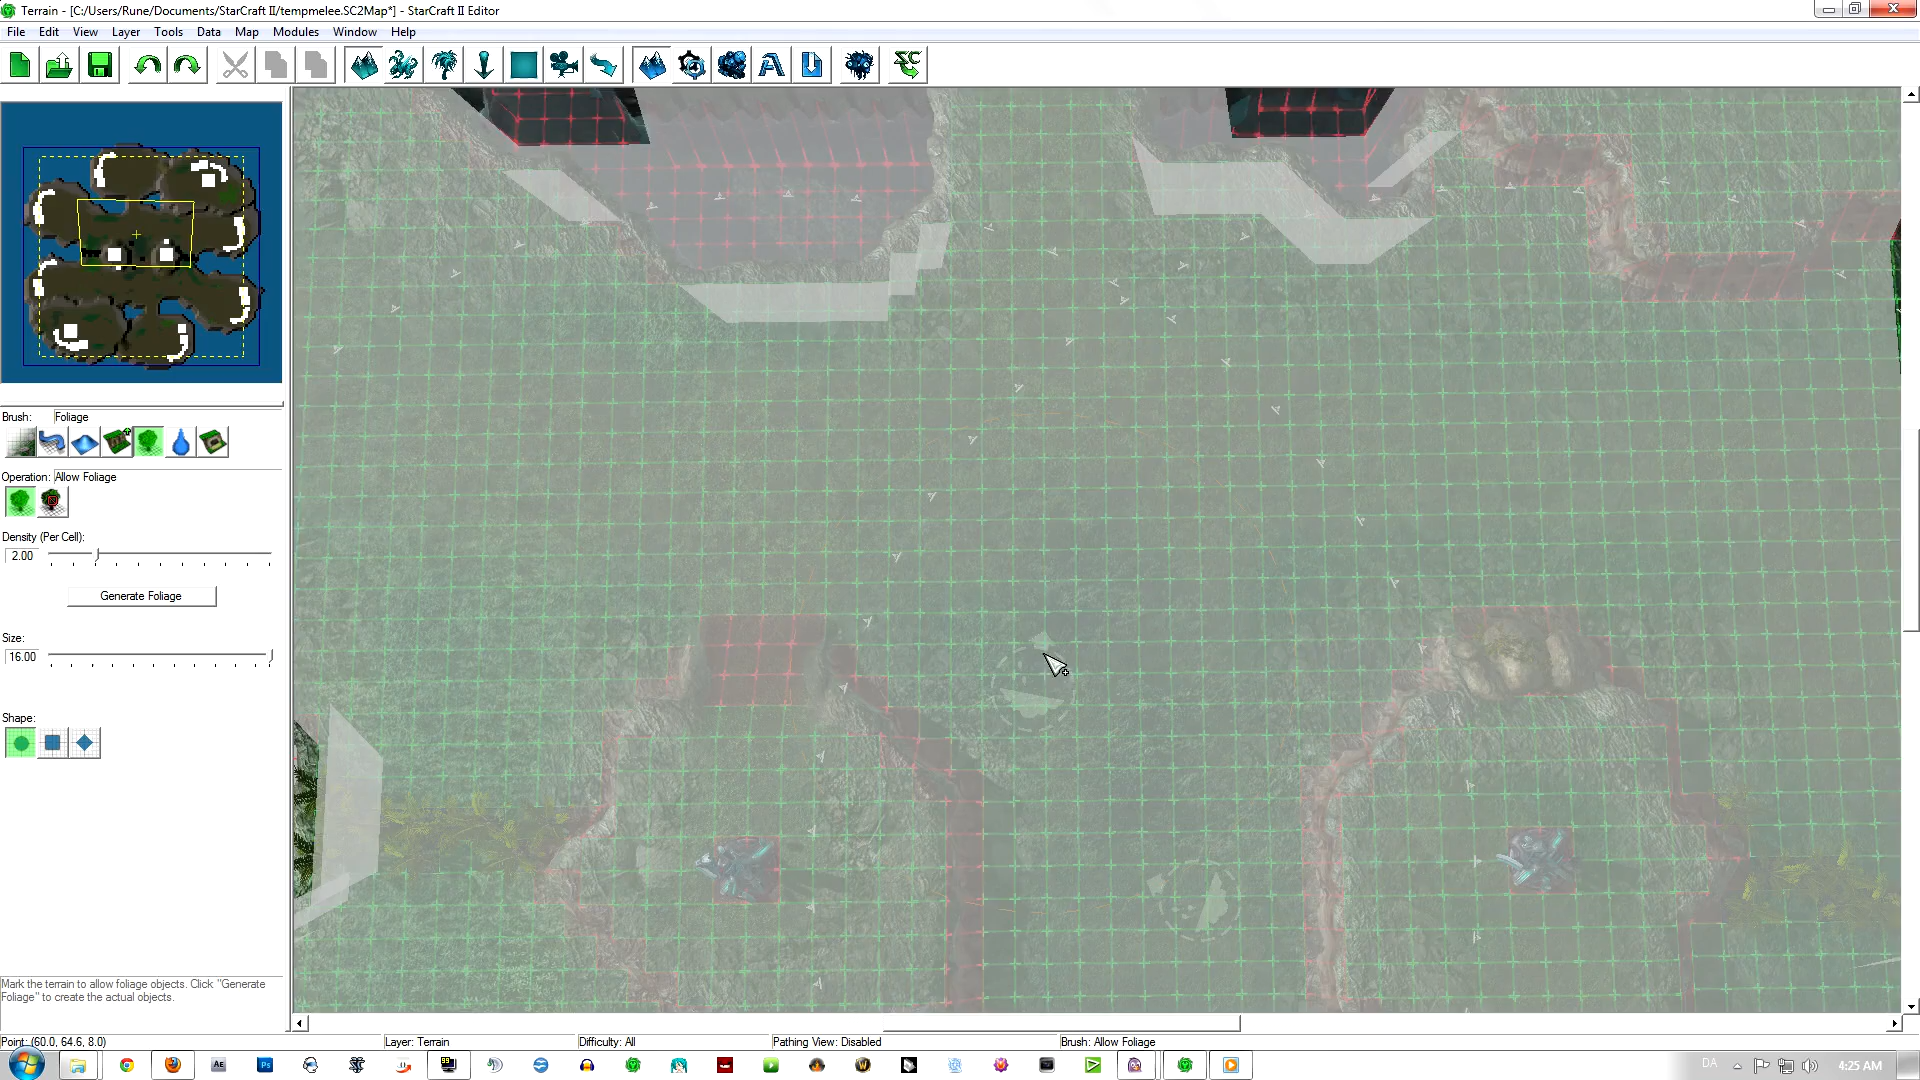 Terrain - [C:/Users/Rune/Documents/StarCraft II/tempmelee.SC2Map*] - StarCraft II Editor
File Edit View Layer Tools Data Map Modules Window Help
Brush: Foliage
Operation: Allow Foliage
Density (Per Cell):
2.00
Generate Foliage
Size:
16.00
Shape:
Mark the terrain to allow foliage objects. Click "Generate
Foliage" to create the actual objects.
Point: (60.0, 64.6, 8.0) Layer: Terrain Difficulty: All Pathing View: Disabled Brush: Allow Foliage
AE Ps DA 4:25 AM